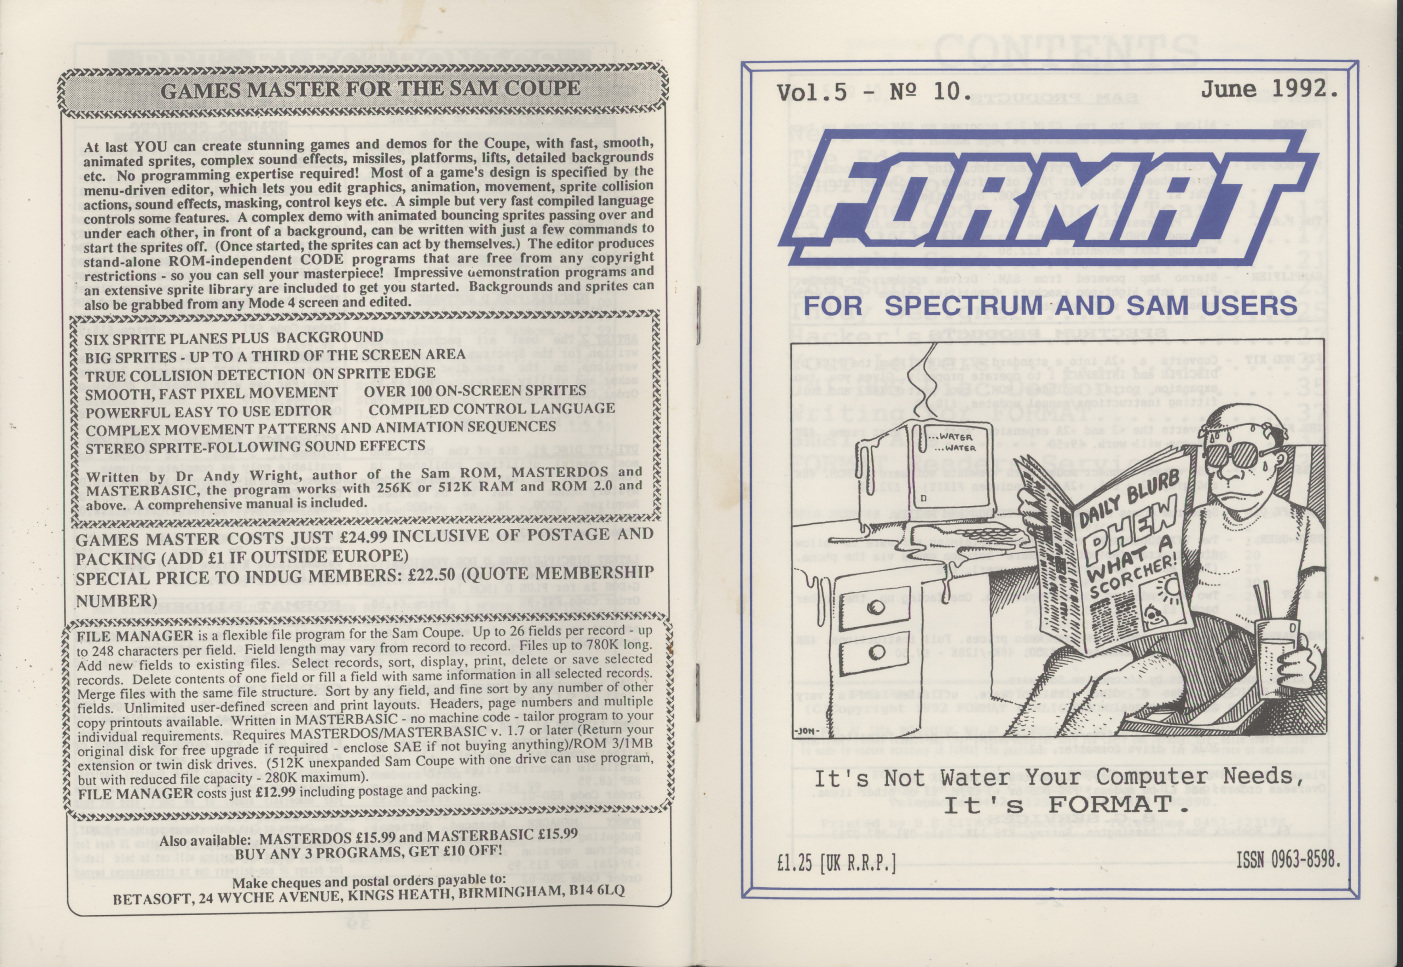 GAMES MASTER FOR THE SAM COUPE
At last YOU can create stunning games and demos for the Coupe, with fast, smooth,
animated sprites, complex sound effects, missiles, platforms, lifts, detailed backgrounds
etc. No programming expertise required! Most of a game's design is specified by the
menu-driven editor, which lets you edit graphics, animation, movement, sprite collision
actions, sound effects, masking, control keys etc. A simple but very fast compiled language
controls some features. A complex demo with animated bouncing sprites passing over and
under each other, in front of a background, can be written with just a few commands to
start the sprites off. (Once started, the sprites can act by themselves.) The editor produces
stand-alone ROM-independent CODE programs that are free from any copyright
restrictions - so you can sell your masterpiece! Impressive demonstration programs and
an extensive sprite library are included to get you started. Backgrounds and sprites can
also be grabbed from any Mode 4 screen and edited.
SIX SPRITE PLANES PLUS BACKGROUND
BIG SPRITES - UP TO A THIRD OF THE SCREEN AREA
TRUE COLLISION DETECTION ON SPRITE EDGE
SMOOTH, FAST PIXEL MOVEMENT OVER 100 ON-SCREEN SPRITES
POWERFUL EASY TO USE EDITOR COMPILED CONTROL LANGUAGE
COMPLEX MOVEMENT PATTERNS AND ANIMATION SEQUENCES
STEREO SPRITE-FOLLOWING SOUND EFFECTS
Written by Dr Andy Wright, author of the Sam ROM, MASTERDOS and
MASTERBASIC, the program works with 256K or 512K RAM and ROM 2.0 and
above. A comprehensive manual is included.
GAMES MASTER COSTS JUST £24.99 INCLUSIVE OF POSTAGE AND
PACKING (ADD £1 IF OUTSIDE EUROPE)
SPECIAL PRICE TO INDUG MEMBERS: £22.50 (QUOTE MEMBERSHIP
NUMBER)
FILE MANAGER is a flexible file program for the Sam Coupe. Up to 26 fields per record - up
to 248 characters per field. Field length may vary from record to record. Files up to 780K long.
Add new fields to existing files. Select records, sort, display, print, delete or save selected
records. Delete contents of one field or fill a field with same information in all selected records.
Merge files with the same file structure. Sort by any field, and fine sort by any number of other
fields. Unlimited user-defined screen and print layouts. Headers, page numbers and multiple
copy printouts available. Written in MASTERBASIC - no machine code - tailor program to your
individual requirements. Requires MASTERDOS/MASTERBASIC v. 1.7 or later (Return your
original disk for free upgrade if required - enclose SAE if not buying anything)/ROM 3/1MB
extension or twin disk drives. (512K unexpanded Sam Coupe with one drive can use program,
but with reduced file capacity - 280K maximum).
FILE MANAGER costs just £12.99 including postage and packing.
Also available: MASTERDOS £15.99 and MASTERBASIC £15.99
BUY ANY 3 PROGRAMS, GET £10 OFF!
Make cheques and postal orders payable to:
BETASOFT, 24 WYCHE AVENUE, KINGS HEATH, BIRMINGHAM, B14 6LQ
Vol.5 - Nº 10. June 1992.
FORMAT
FOR SPECTRUM AND SAM USERS
...WATER
...WATER
DAILY BLURB
PHEW
WHAT A
SCORCHER!
-JON-
It's Not Water Your Computer Needs,
It's FORMAT.
£1.25 [UK R.R.P.] ISSN 0963-8598.